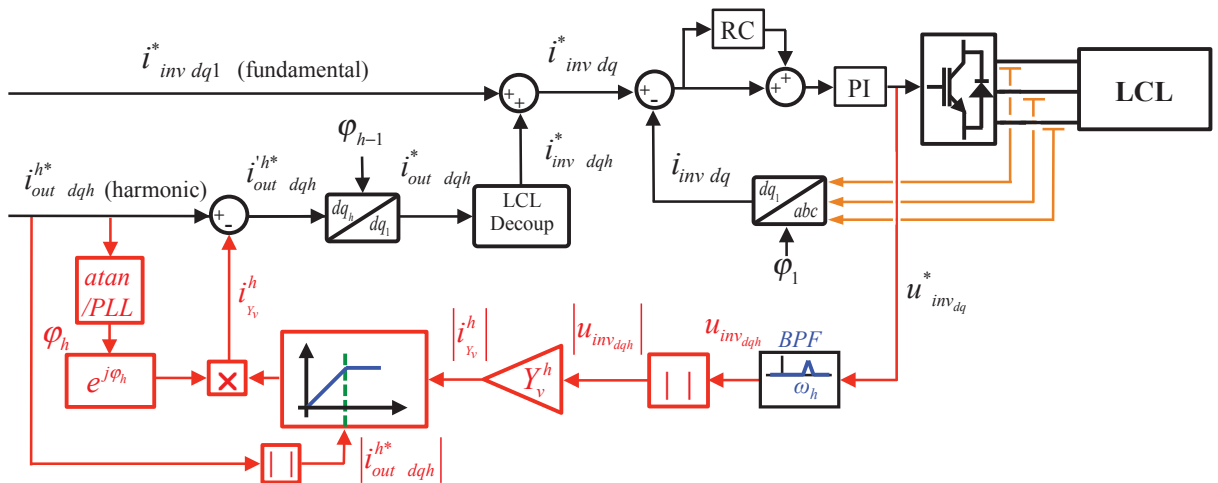 RC
i*inv dq1 (fundamental)
i*inv dq
+ +
+ -
+ +
PI
LCL
φh−1
i*inv dqh
ih*out dqh (harmonic)
i'h*out dqh
i*out dqh
+ -
dqh
dq1
LCL
Decoup
iinv dq
dq1
abc
φ1
u*invdq
atan
/PLL
ihYv
φh
ejφh
×
|ihYv|
Yhv
|uinvdqh|
| |
uinvdqh
BPF
ωh
| |
|ih*out dqh|